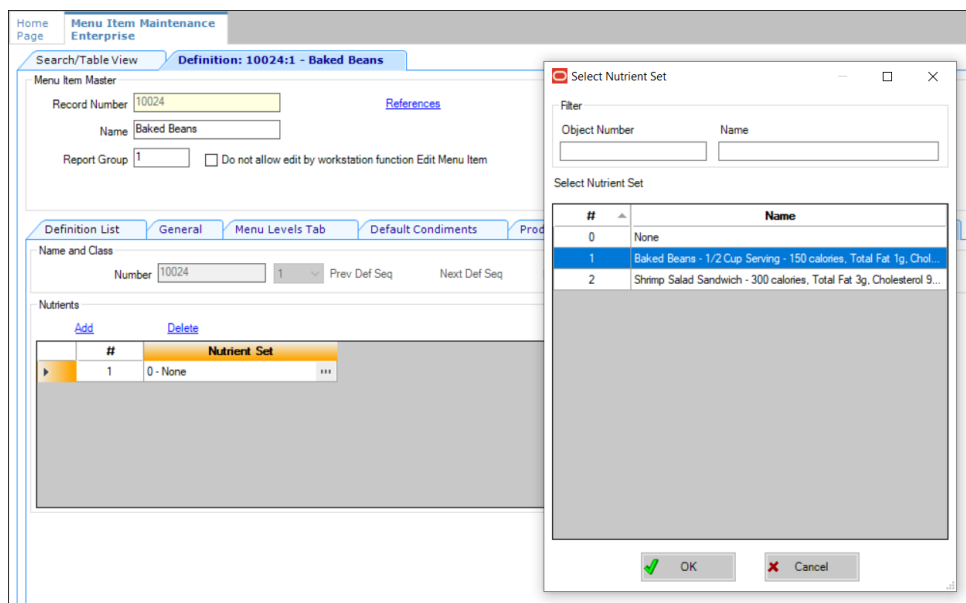 Home
Page
Menu Item Maintenance
Enterprise
Search/Table View
Definition: 10024:1 - Baked Beans
Menu Item Master
Record Number 10024
References
Name Baked Beans
Report Group 1
Do not allow edit by workstation function Edit Menu Item
Definition List
General
Menu Levels Tab
Default Condiments
Prod
Name and Class
Number 10024 1 Prev Def Seq Next Def Seq
Nutrients
Add Delete
# Nutrient Set
1 0 - None ...
Select Nutrient Set
Filter
Object Number Name
Select Nutrient Set
# Name
0 None
1 Baked Beans - 1/2 Cup Serving - 150 calories, Total Fat 1g, Chol...
2 Shrimp Salad Sandwich - 300 calories, Total Fat 3g, Cholesterol 9...
OK Cancel